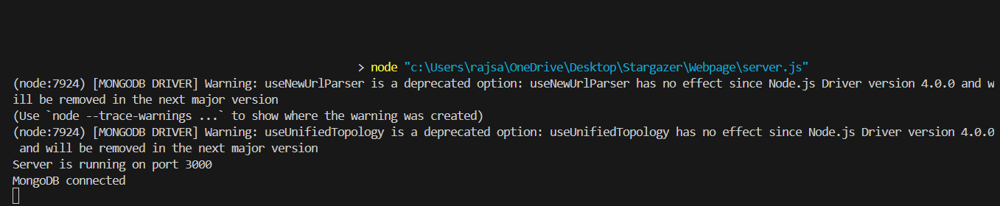 > node "c:\Users\rajsa\OneDrive\Desktop\Stargazer\Webpage\server.js"
(node:7924) [MONGODB DRIVER] Warning: useNewUrlParser is a deprecated option: useNewUrlParser has no effect since Node.js Driver version 4.0.0 and w
ill be removed in the next major version
(Use `node --trace-warnings ...` to show where the warning was created)
(node:7924) [MONGODB DRIVER] Warning: useUnifiedTopology is a deprecated option: useUnifiedTopology has no effect since Node.js Driver version 4.0.0
 and will be removed in the next major version
Server is running on port 3000
MongoDB connected